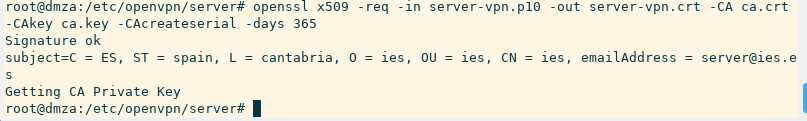 root@dmza:/etc/openvpn/server# openssl x509 -req -in server-vpn.p10 -out server-vpn.crt -CA ca.crt
-CAkey ca.key -CAcreateserial -days 365
Signature ok
subject=C = ES, ST = spain, L = cantabria, O = ies, OU = ies, CN = ies, emailAddress = server@ies.e
s
Getting CA Private Key
root@dmza:/etc/openvpn/server#